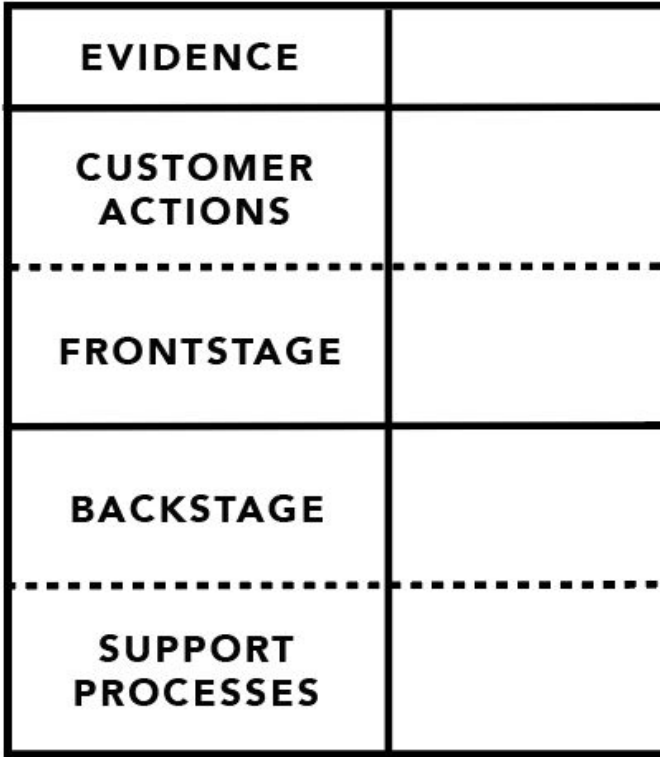 EVIDENCE
CUSTOMER
ACTIONS
FRONTSTAGE
BACKSTAGE
SUPPORT
PROCESSES